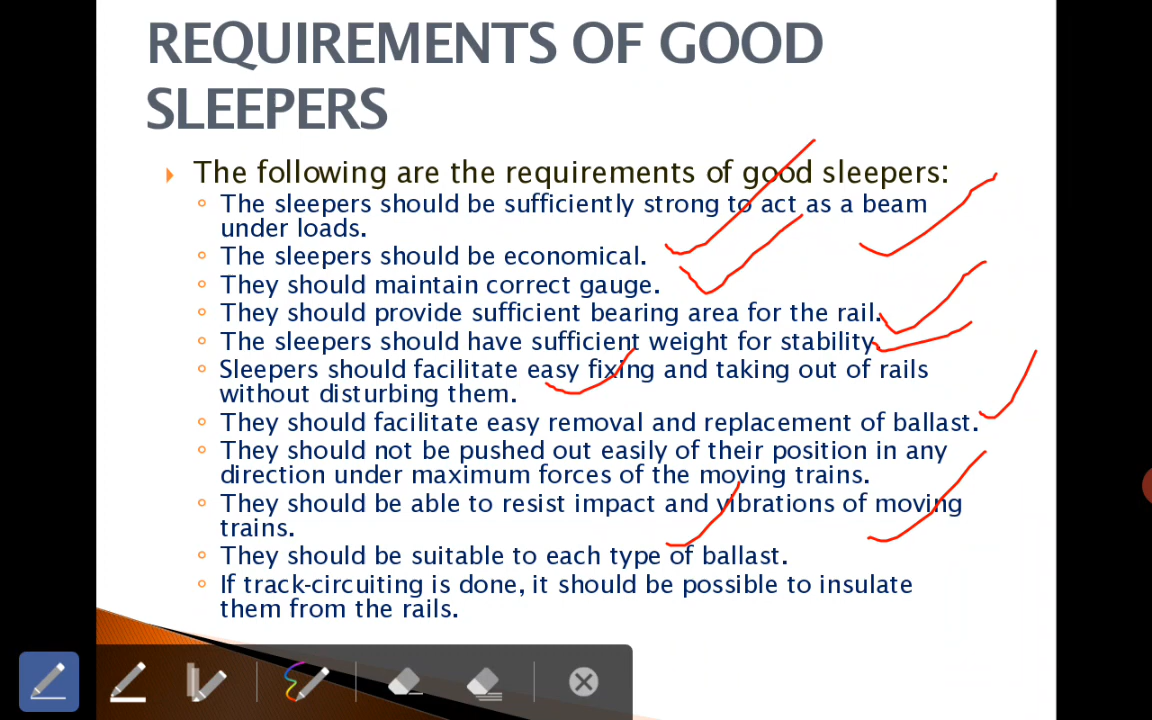 REQUIREMENTS OF GOOD
SLEEPERS
The following are the requirements of good sleepers:
The sleepers should be sufficiently strong to act as a beam
under loads.
The sleepers should be economical.
They should maintain correct gauge.
They should provide sufficient bearing area for the rail.
The sleepers should have sufficient weight for stability.
Sleepers should facilitate easy fixing and taking out of rails
without disturbing them.
They should facilitate easy removal and replacement of ballast.
They should not be pushed out easily of their position in any
direction under maximum forces of the moving trains.
They should be able to resist impact and vibrations of moving
trains.
They should be suitable to each type of ballast.
If track-circuiting is done, it should be possible to insulate
them from the rails.